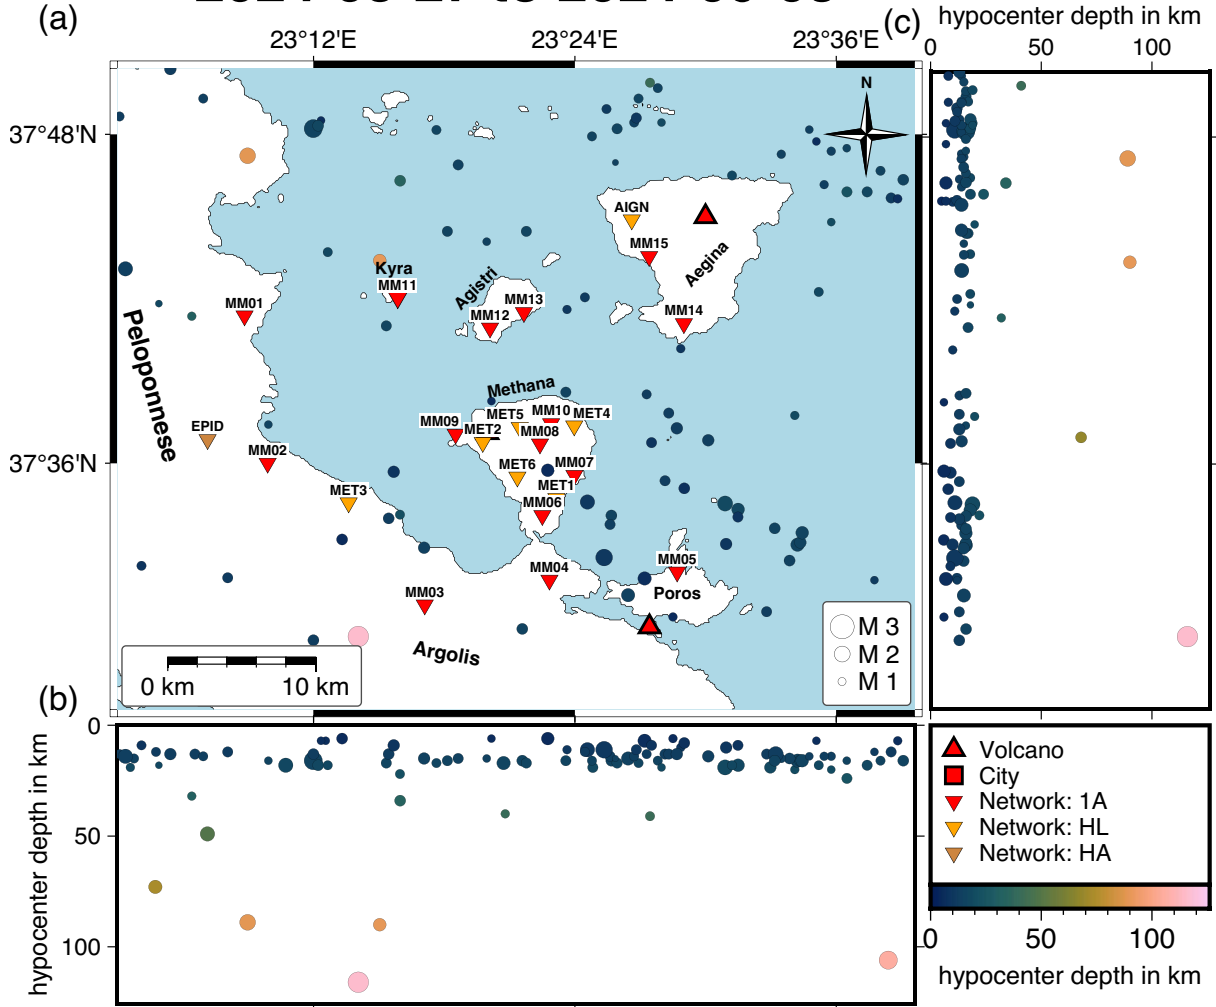 (a)
(c)
hypocenter depth in km
23°12'E
23°24'E
23°36'E
0
50
100
N
37°48'N
AIGN
MM15
Aegina
Kyra
MM11
Agistri
MM13
MM12
MM14
MM01
Peloponnese
Methana
MM10
MET5
MET4
MM09
MET2
MM08
EPID
37°36'N
MM02
MET6
MM07
MET3
MET1
MM06
MM05
MM04
Poros
MM03
Argolis
M 3
M 2
M 1
0 km
10 km
(b)
0
50
100
hypocenter depth in km
Volcano
City
Network: 1A
Network: HL
Network: HA
0
50
100
hypocenter depth in km